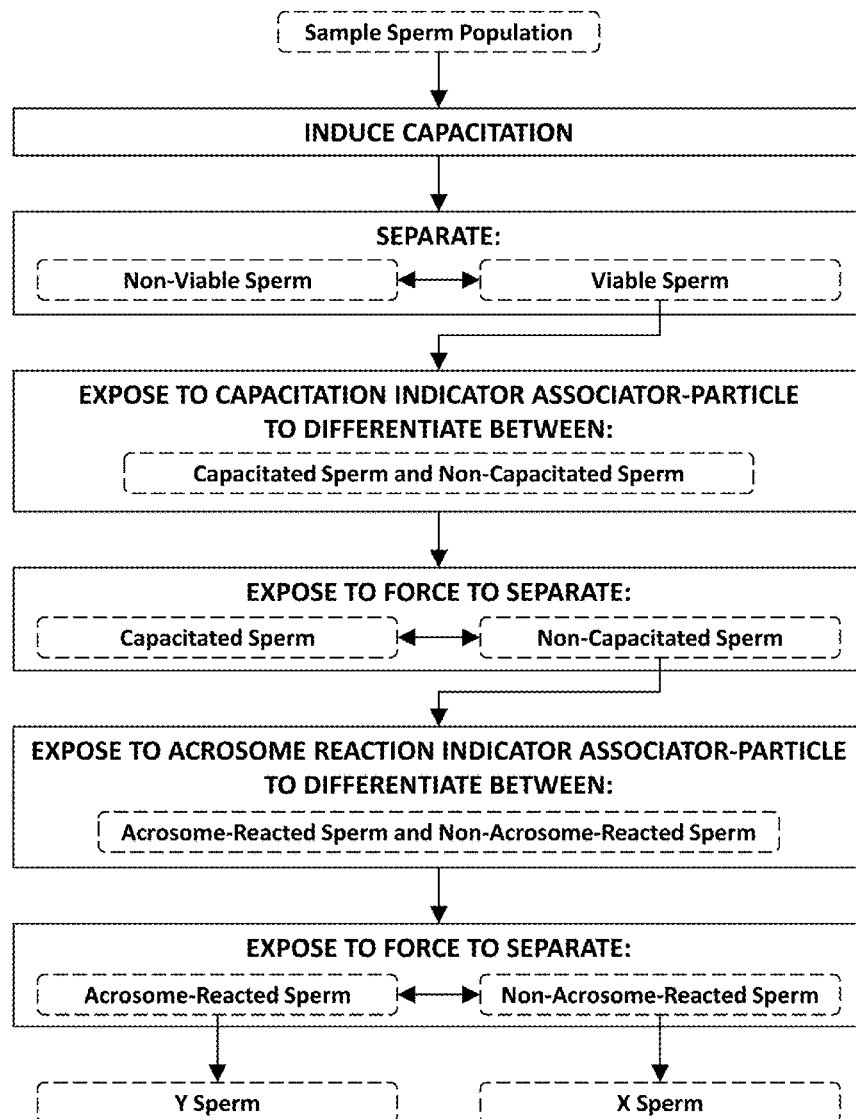 Sample Sperm Population
INDUCE CAPACITATION
SEPARATE:
Non-Viable Sperm
Viable Sperm
EXPOSE TO CAPACITATION INDICATOR ASSOCIATOR-PARTICLE
TO DIFFERENTIATE BETWEEN:
Capacitated Sperm and Non-Capacitated Sperm
EXPOSE TO FORCE TO SEPARATE:
Capacitated Sperm
Non-Capacitated Sperm
EXPOSE TO ACROSOME REACTION INDICATOR ASSOCIATOR-PARTICLE
TO DIFFERENTIATE BETWEEN:
Acrosome-Reacted Sperm and Non-Acrosome-Reacted Sperm
EXPOSE TO FORCE TO SEPARATE:
Acrosome-Reacted Sperm
Non-Acrosome-Reacted Sperm
Y Sperm
X Sperm